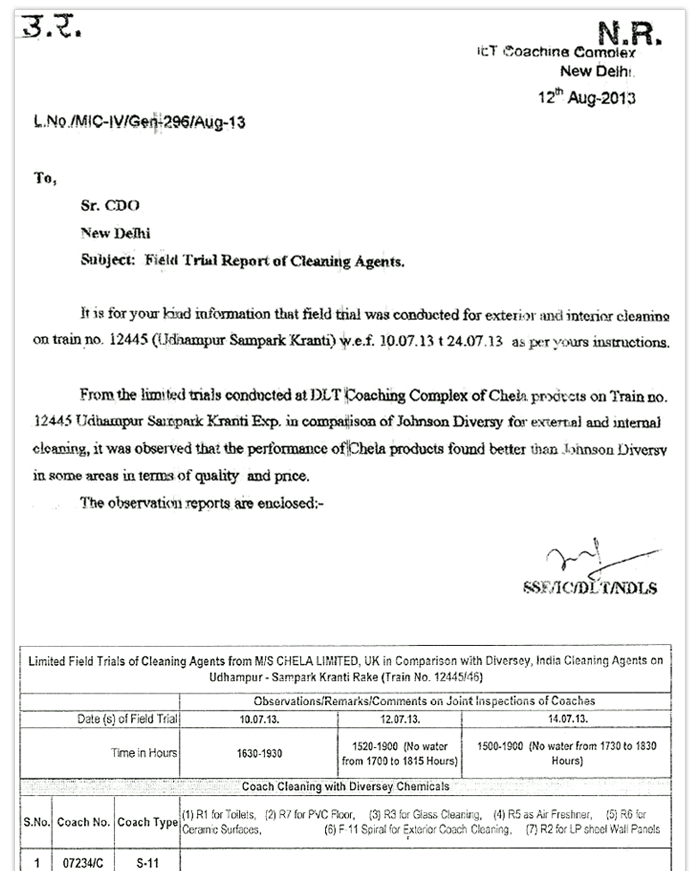 उ.र.
N.R.
ICT Coaching Complex
New Delhi.
12th Aug-2013
L.No./MIC-IV/Gen-296/Aug-13
To,
Sr. CDO
New Delhi
Subject: Field Trial Report of Cleaning Agents.
It is for your kind information that field trial was conducted for exterior and interior cleaning
on train no. 12445 (Udhampur Sampark Kranti) w.e.f. 10.07.13 t 24.07.13 as per yours instructions.
From the limited trials conducted at DLT Coaching Complex of Chela products on Train no.
12445 Udhampur Sampark Kranti Exp. in comparision of Johnson Diversy for external and internal
cleaning, it was observed that the performance of Chela products found better than Johnson Diversy
in some areas in terms of quality and price.
The observation reports are enclosed:-
SSE/IC/DLT/NDLS
Limited Field Trials of Cleaning Agents from M/S CHELA LIMITED, UK in Comparison with Diversey, India Cleaning Agents on
Udhampur - Sampark Kranti Rake (Train No. 12445/46)
Observations/Remarks/Comments on Joint Inspections of Coaches
Date (s) of Field Trial 10.07.13. 12.07.13. 14.07.13.
Time in Hours 1630-1930 1520-1900 (No water from 1700 to 1815 Hours) 1500-1900 (No water from 1730 to 1830 Hours)
Coach Cleaning with Diversey Chemicals
S.No. Coach No. Coach Type (1) R1 for Toilets, (2) R7 for PVC Floor, (3) R3 for Glass Cleaning, (4) R5 as Air Freshner, (5) R6 for
Ceramic Surfaces, (6) F-11 Spiral for Exterior Coach Cleaning, (7) R2 for LP sheet Wall Panels
1 07234/C S-11